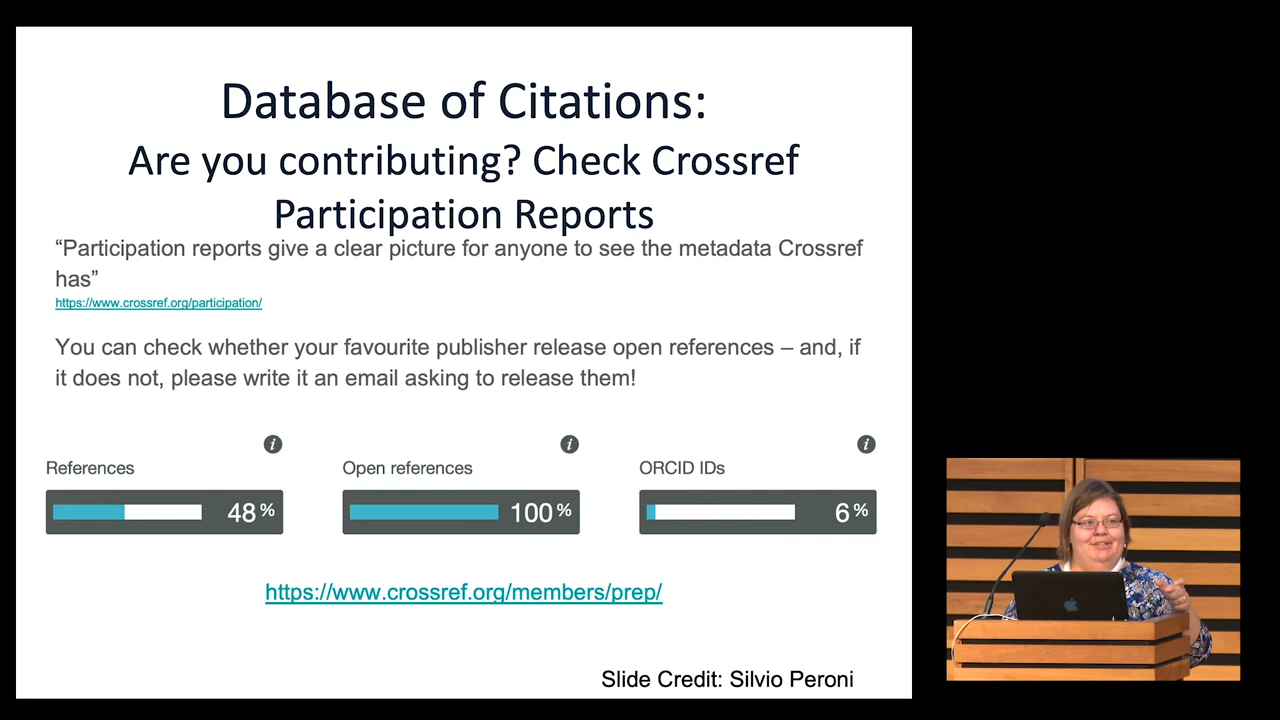 Database of Citations:
Are you contributing? Check Crossref
Participation Reports
“Participation reports give a clear picture for anyone to see the metadata Crossref
has”
https://www.crossref.org/participation/
You can check whether your favourite publisher release open references – and, if
it does not, please write it an email asking to release them!
References
48%
Open references
100%
ORCID IDs
6%
https://www.crossref.org/members/prep/
Slide Credit: Silvio Peroni